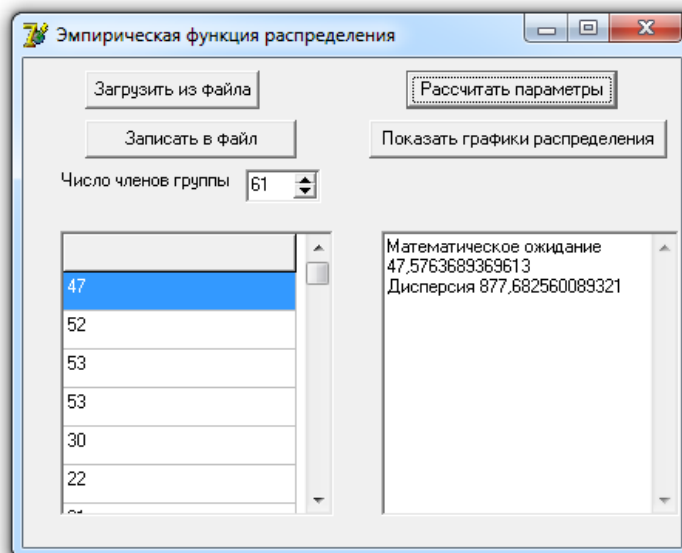 Эмпирическая функция распределения
Загрузить из файла
Рассчитать параметры
Записать в файл
Показать графики распределения
Число членов группы 61
47
52
53
53
30
22
Математическое ожидание
47,5763689369613
Дисперсия 877,682560089321